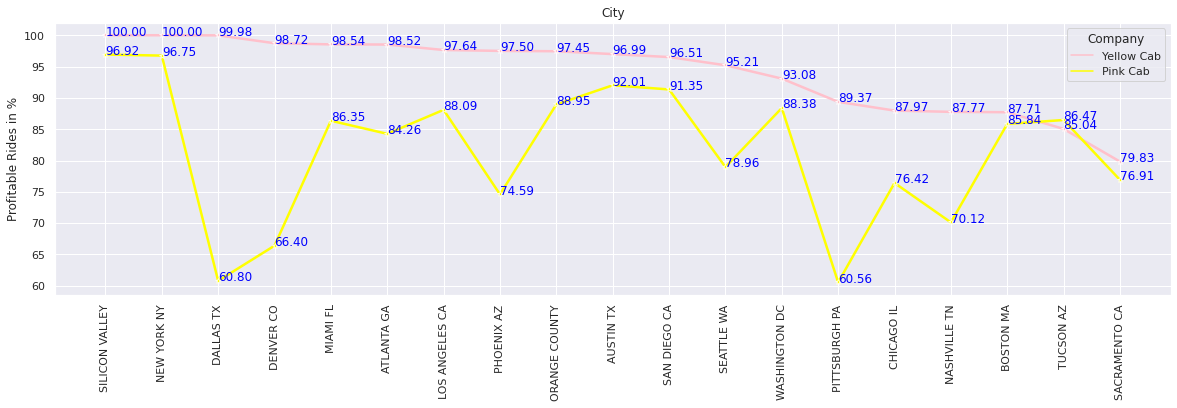 City
Company
Yellow Cab
Pink Cab
Profitable Rides in %
100
95
90
85
80
75
70
65
60
100.00
100.00
99.98
98.72
98.54
98.52
97.64
97.50
97.45
96.99
96.51
95.21
93.08
89.37
87.97
87.77
87.71
85.04
79.83
96.92
96.75
60.80
66.40
86.35
84.26
88.09
74.59
88.95
92.01
91.35
78.96
88.38
60.56
76.42
70.12
85.84
86.47
76.91
SILICON VALLEY
NEW YORK NY
DALLAS TX
DENVER CO
MIAMI FL
ATLANTA GA
LOS ANGELES CA
PHOENIX AZ
ORANGE COUNTY
AUSTIN TX
SAN DIEGO CA
SEATTLE WA
WASHINGTON DC
PITTSBURGH PA
CHICAGO IL
NASHVILLE TN
BOSTON MA
TUCSON AZ
SACRAMENTO CA